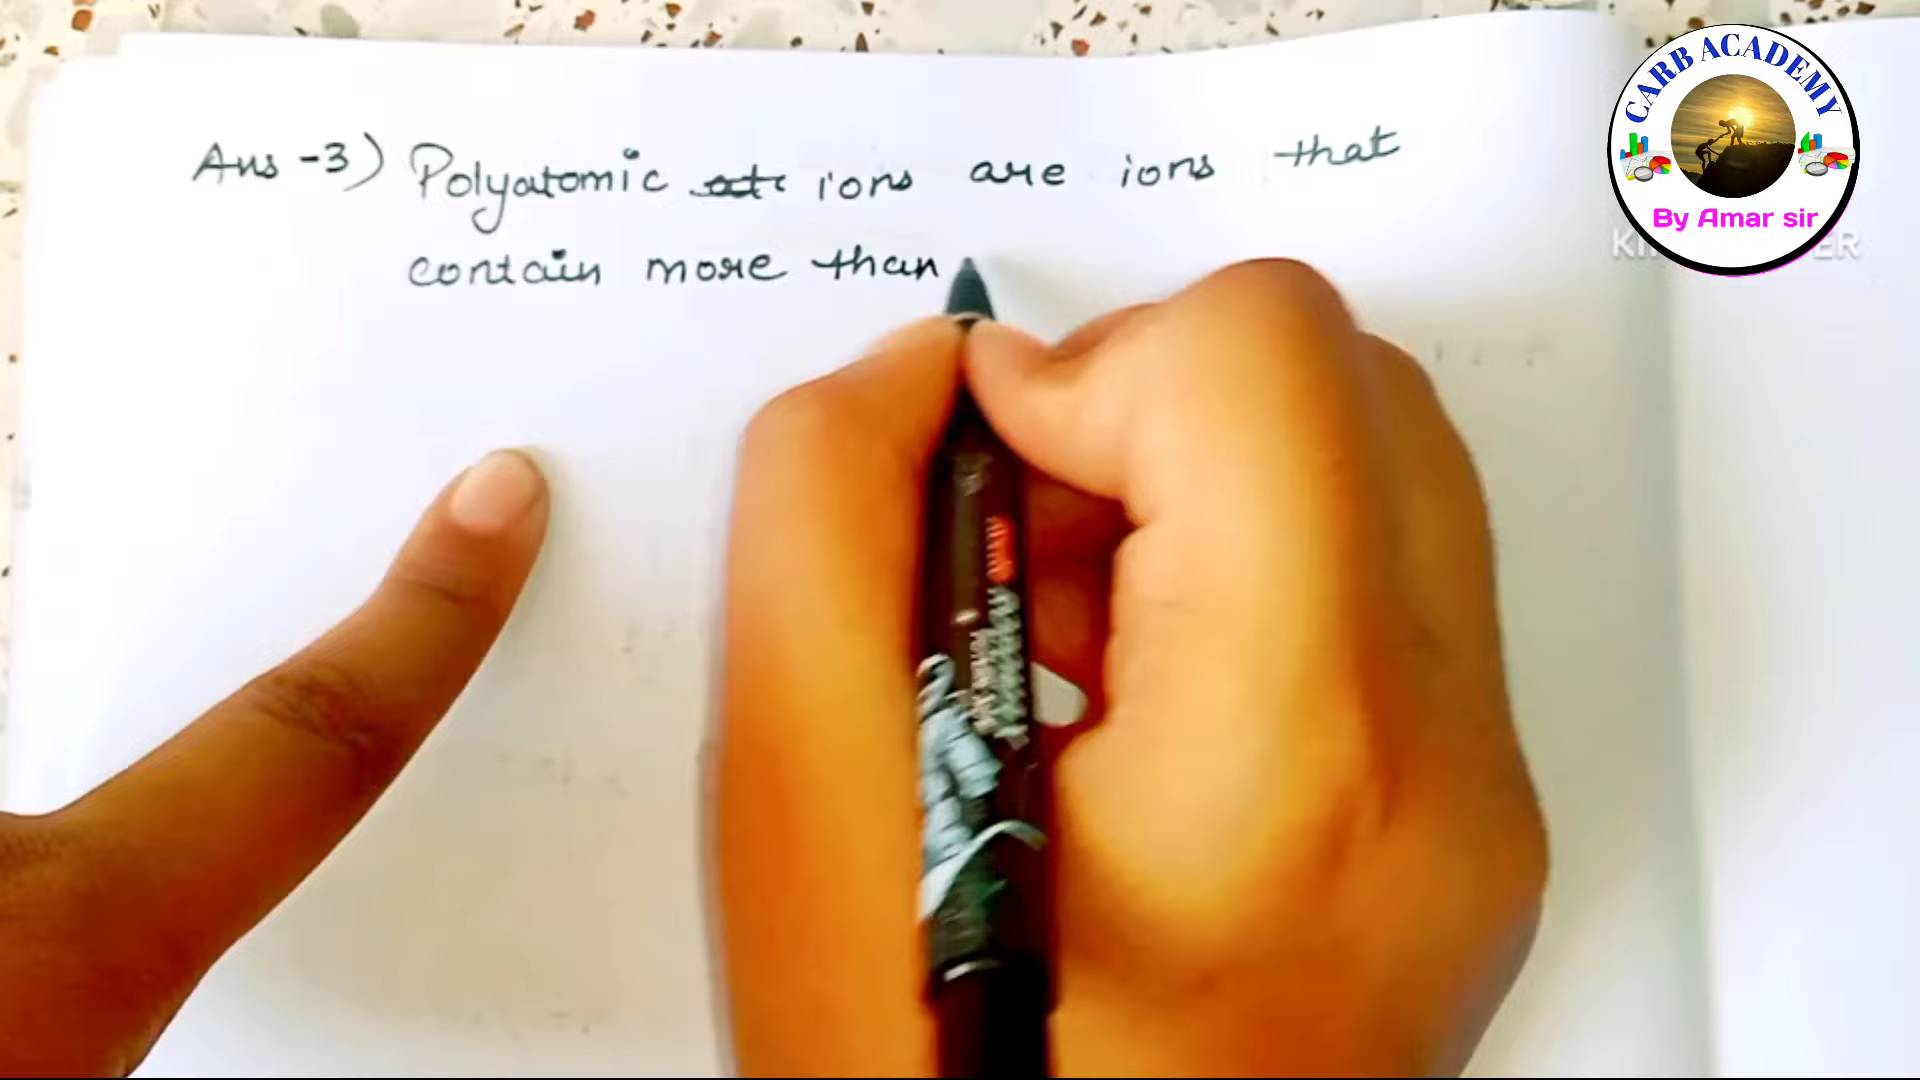 CARB ACADEMY
By Amar sir
Ans -3) Polyatomic ions are ions that
contain more than